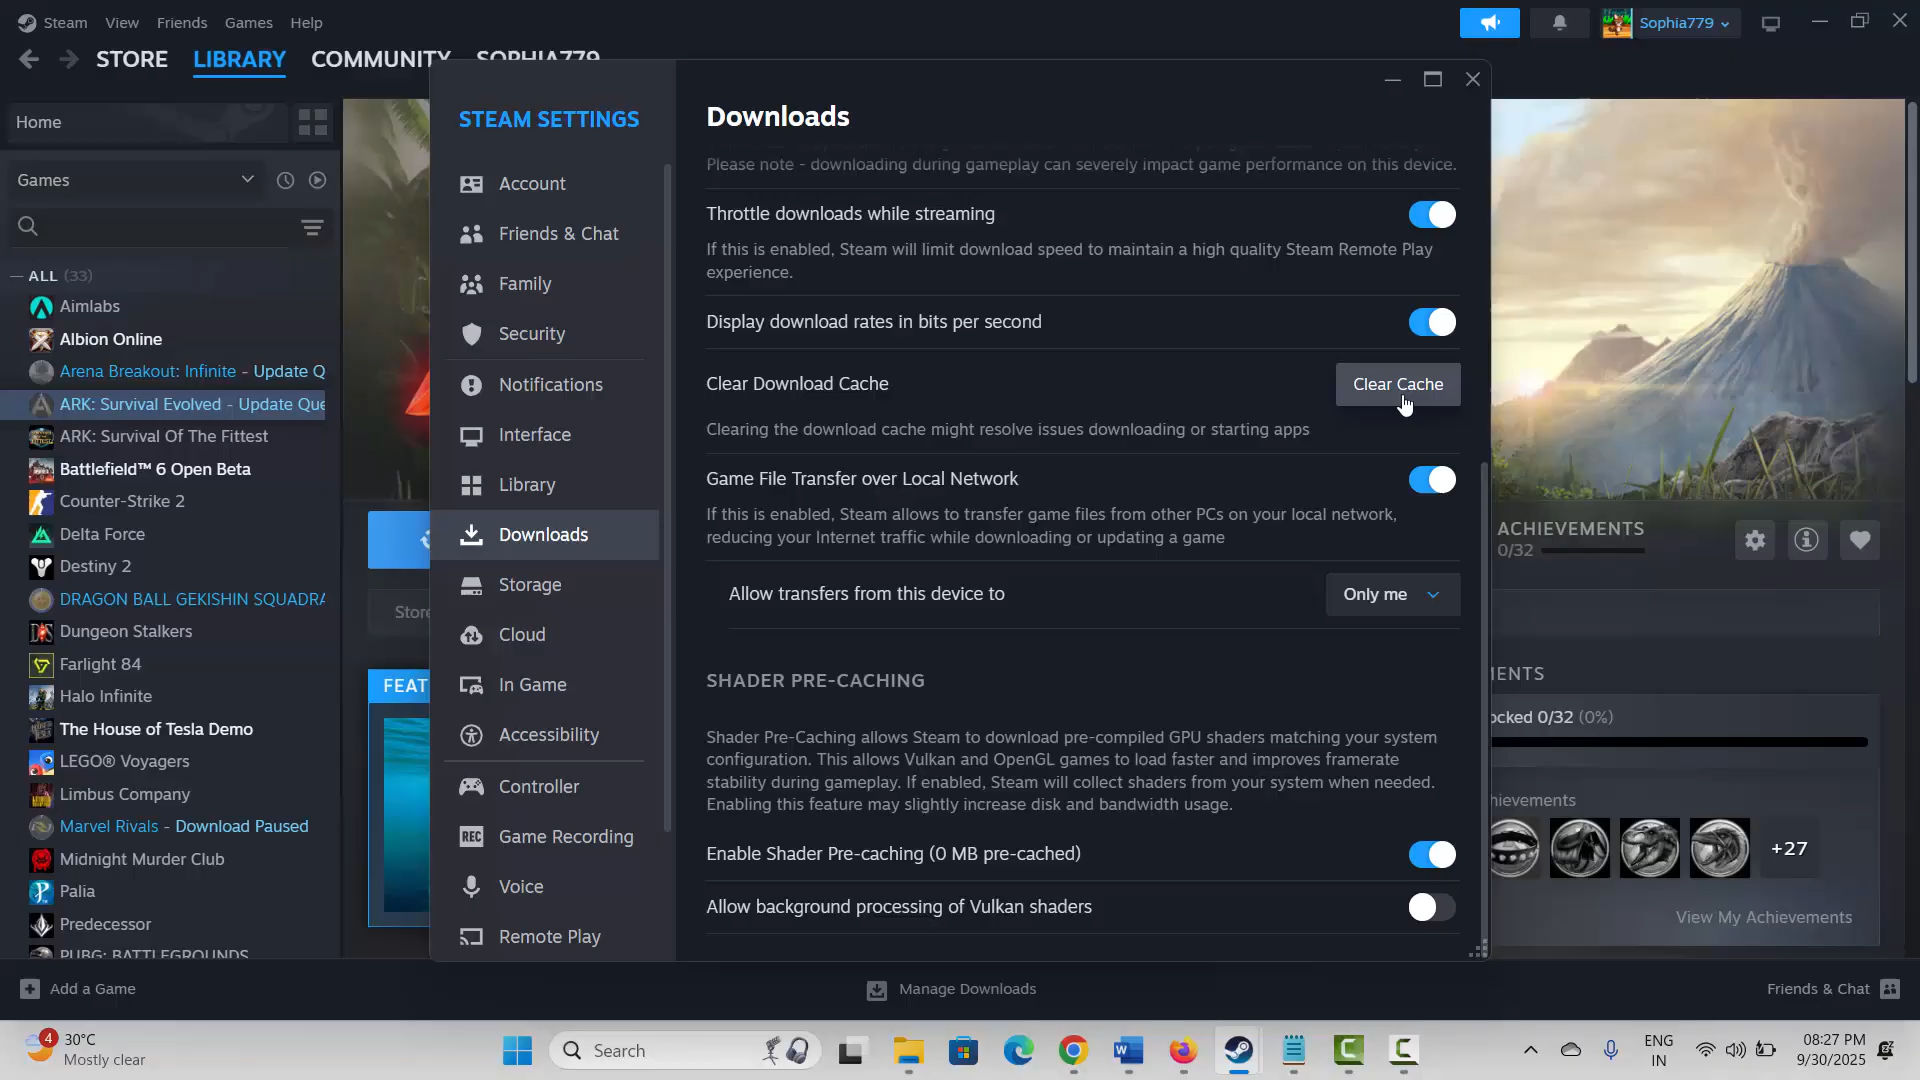 Steam View Friends Games Help
Sophia779
STORE LIBRARY COMMUNITY SOPHIA779
Home
Games
ALL (33)
Aimlabs
Albion Online
Arena Breakout: Infinite - Update Q
ARK: Survival Evolved - Update Que
ARK: Survival Of The Fittest
Battlefield™ 6 Open Beta
Counter-Strike 2
Delta Force
Destiny 2
DRAGON BALL GEKISHIN SQUADRA
Dungeon Stalkers
Farlight 84
Halo Infinite
The House of Tesla Demo
LEGO® Voyagers
Limbus Company
Marvel Rivals - Download Paused
Midnight Murder Club
Palia
Predecessor
PUBG: BATTLEGROUNDS
Store
FEAT
STEAM SETTINGS
Account
Friends & Chat
Family
Security
Notifications
Interface
Library
Downloads
Storage
Cloud
In Game
Accessibility
Controller
REC Game Recording
Voice
Remote Play
Downloads
Please note - downloading during gameplay can severely impact game performance on this device.
Throttle downloads while streaming
If this is enabled, Steam will limit download speed to maintain a high quality Steam Remote Play
experience.
Display download rates in bits per second
Clear Download Cache
Clear Cache
Clearing the download cache might resolve issues downloading or starting apps
Game File Transfer over Local Network
If this is enabled, Steam allows to transfer game files from other PCs on your local network,
reducing your Internet traffic while downloading or updating a game
Allow transfers from this device to
Only me
SHADER PRE-CACHING
Shader Pre-Caching allows Steam to download pre-compiled GPU shaders matching your system
configuration. This allows Vulkan and OpenGL games to load faster and improves framerate
stability during gameplay. If enabled, Steam will collect shaders from your system when needed.
Enabling this feature may slightly increase disk and bandwidth usage.
Enable Shader Pre-caching (0 MB pre-cached)
Allow background processing of Vulkan shaders
ACHIEVEMENTS
0/32
MENTS
ocked 0/32 (0%)
hievements
+27
View My Achievements
Add a Game
Manage Downloads
Friends & Chat
4
30°C
Mostly clear
Search
ENG
IN
08:27 PM
9/30/2025